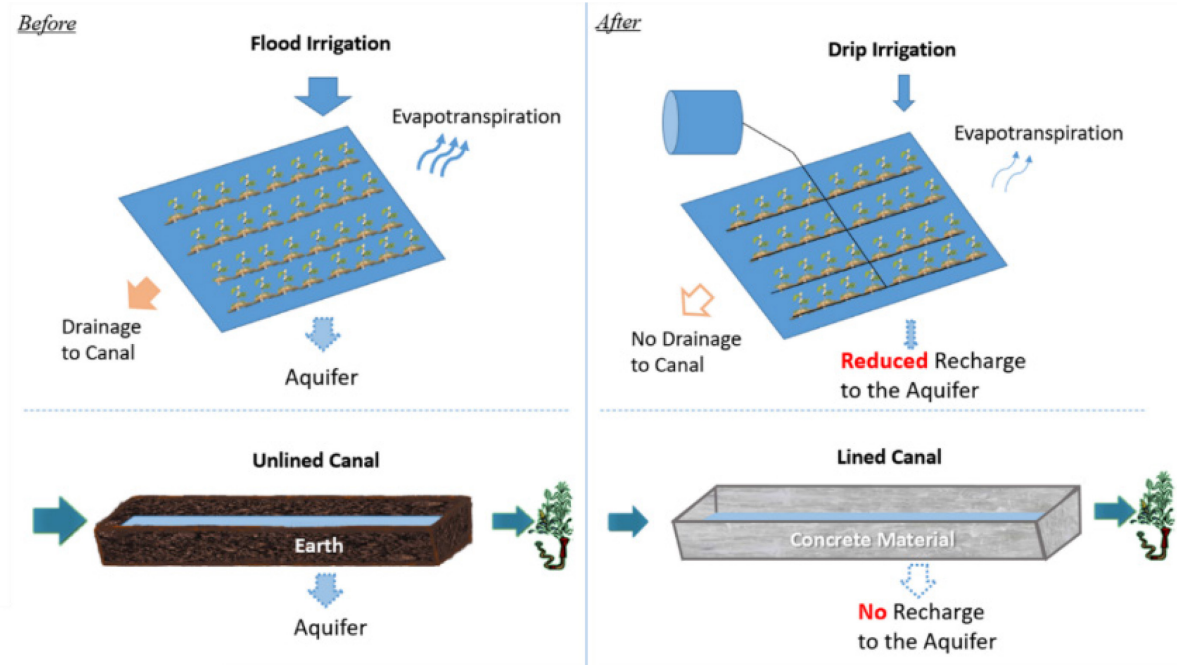 Before
Flood Irrigation
Evapotranspiration
Drainage
to Canal
Aquifer
Unlined Canal
Earth
Aquifer
After
Drip Irrigation
Evapotranspiration
No Drainage
to Canal
Reduced Recharge
to the Aquifer
Lined Canal
Concrete Material
No Recharge
to the Aquifer